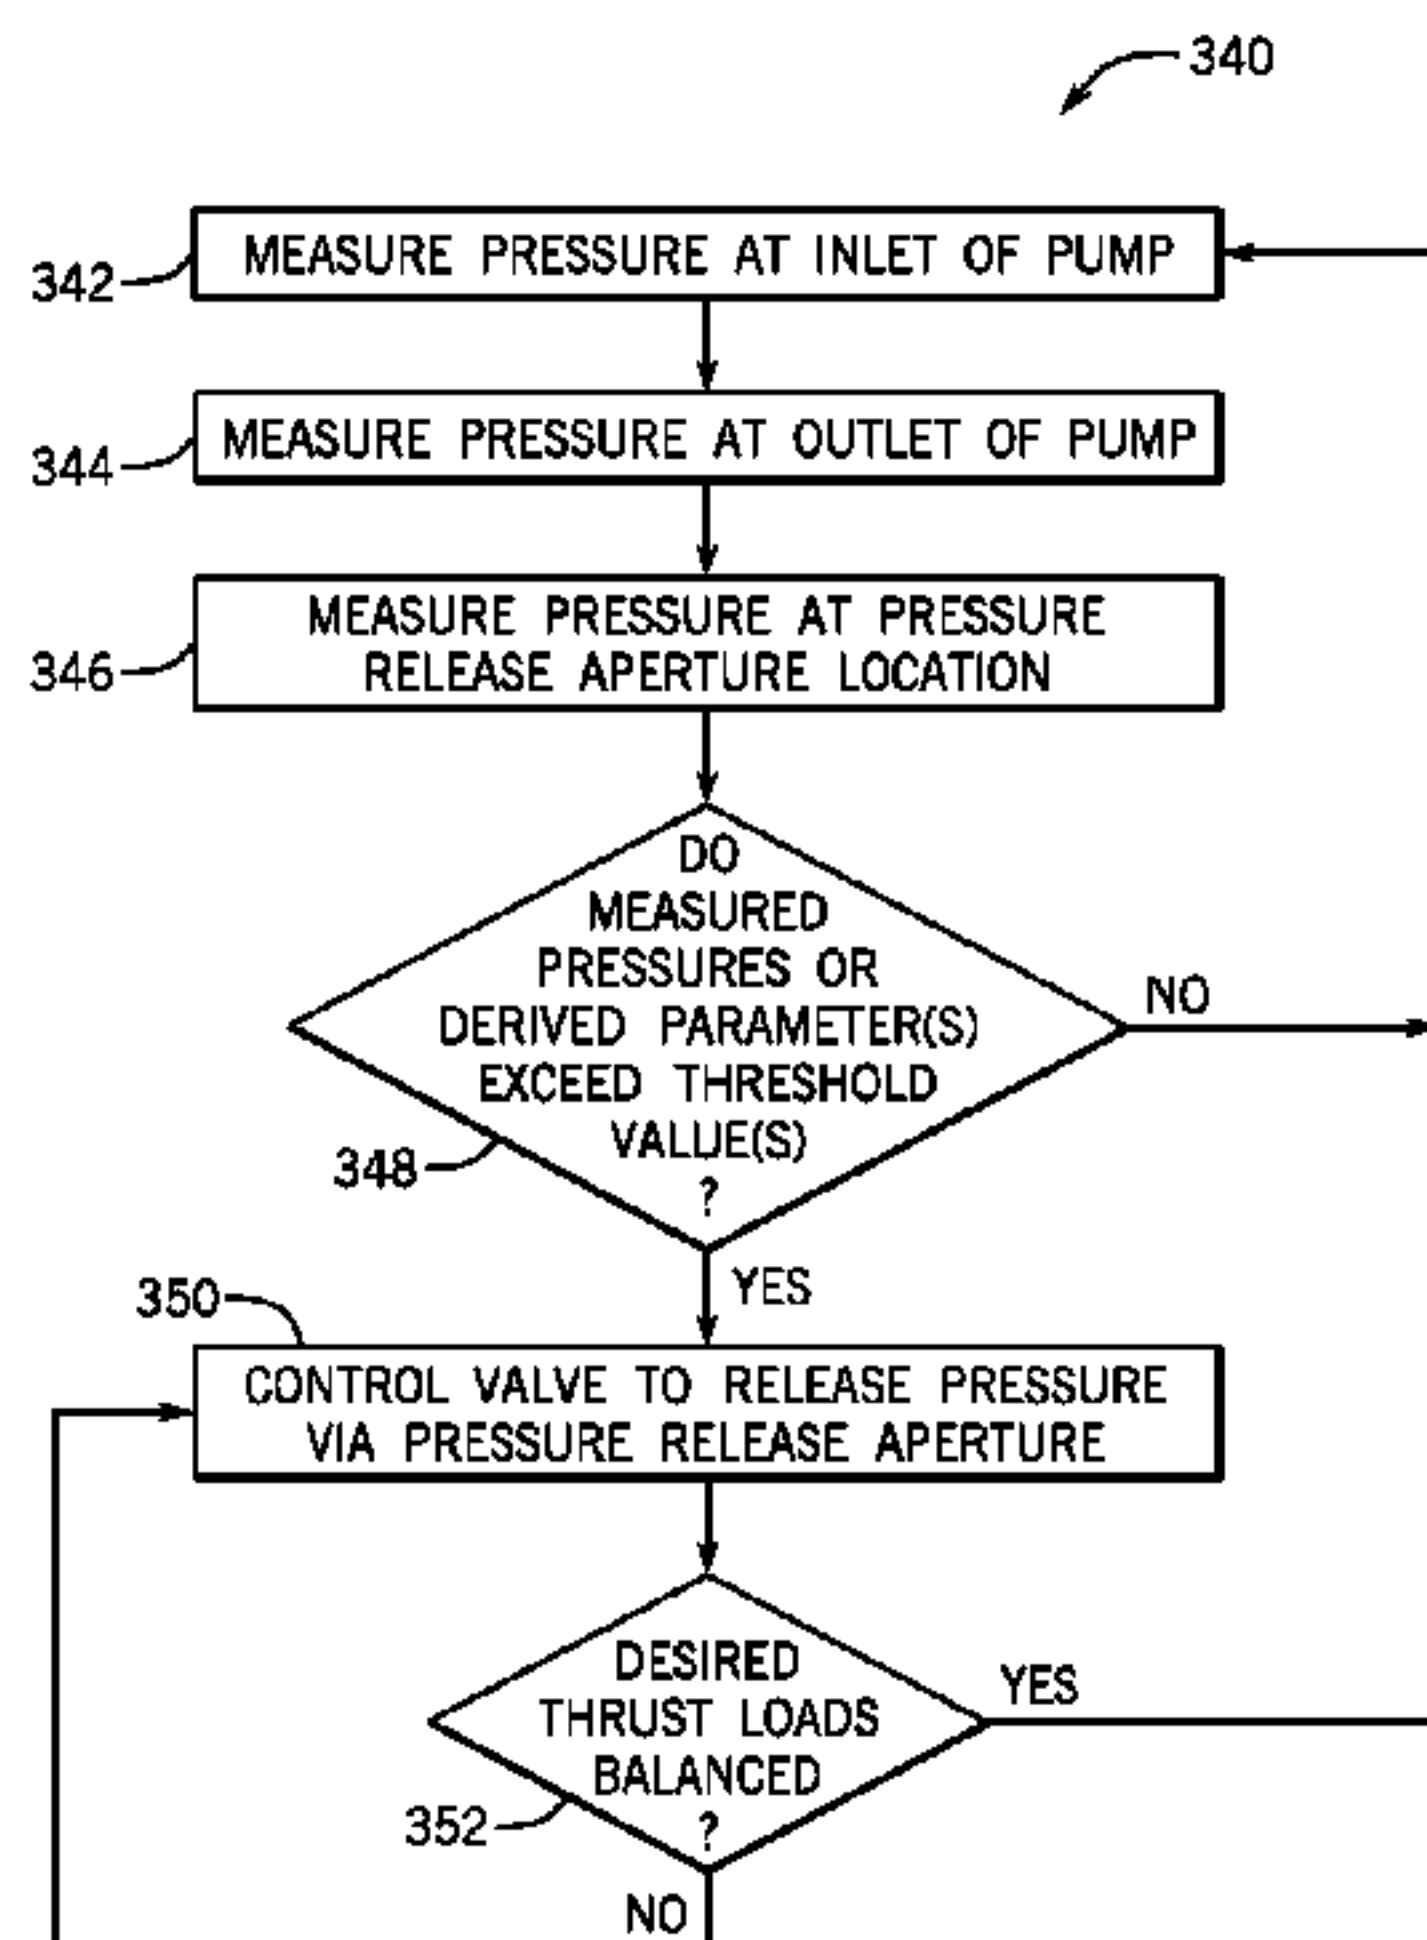 340
342
MEASURE PRESSURE AT INLET OF PUMP
344
MEASURE PRESSURE AT OUTLET OF PUMP
346
MEASURE PRESSURE AT PRESSURE
RELEASE APERTURE LOCATION
DO
MEASURED
PRESSURES OR
DERIVED PARAMETER(S)
EXCEED THRESHOLD
VALUE(S)
?
NO
348
YES
350
CONTROL VALVE TO RELEASE PRESSURE
VIA PRESSURE RELEASE APERTURE
DESIRED
THRUST LOADS
BALANCED
?
YES
352
NO